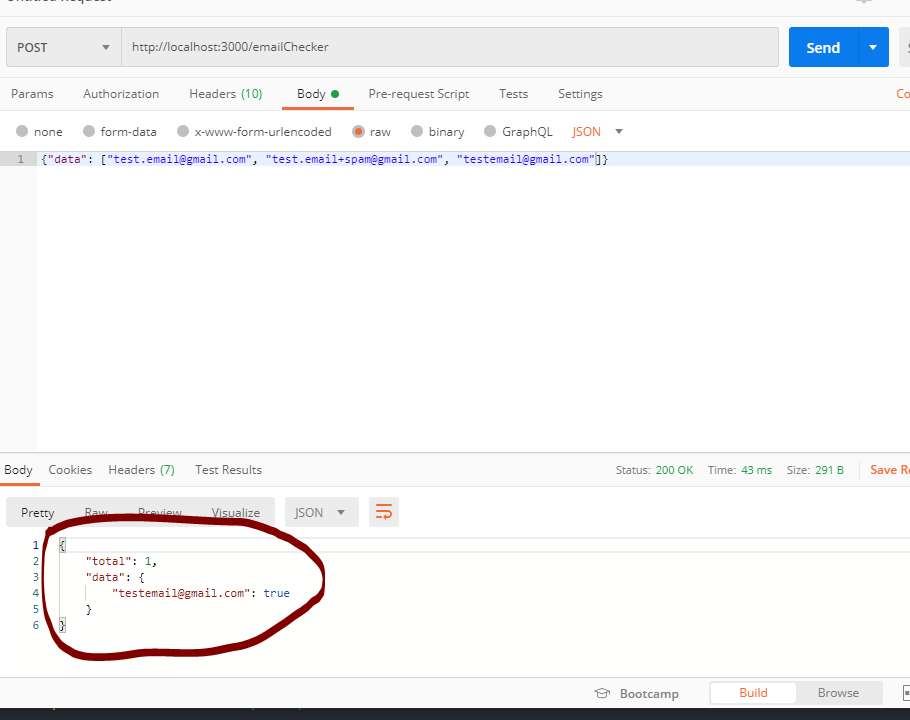 POST
http://localhost:3000/emailChecker
Send
Params Authorization Headers (10) Body Pre-request Script Tests Settings
none form-data x-www-form-urlencoded raw binary GraphQL JSON
1 {"data": ["test.email@gmail.com", "test.email+spam@gmail.com", "testemail@gmail.com"]}
Body Cookies Headers (7) Test Results Status: 200 OK Time: 43 ms Size: 291 B Save
Pretty Raw Preview Visualize JSON
1 {
2 "total": 1,
3 "data": {
4 "testemail@gmail.com": true
5 }
6 }
Bootcamp Build Browse